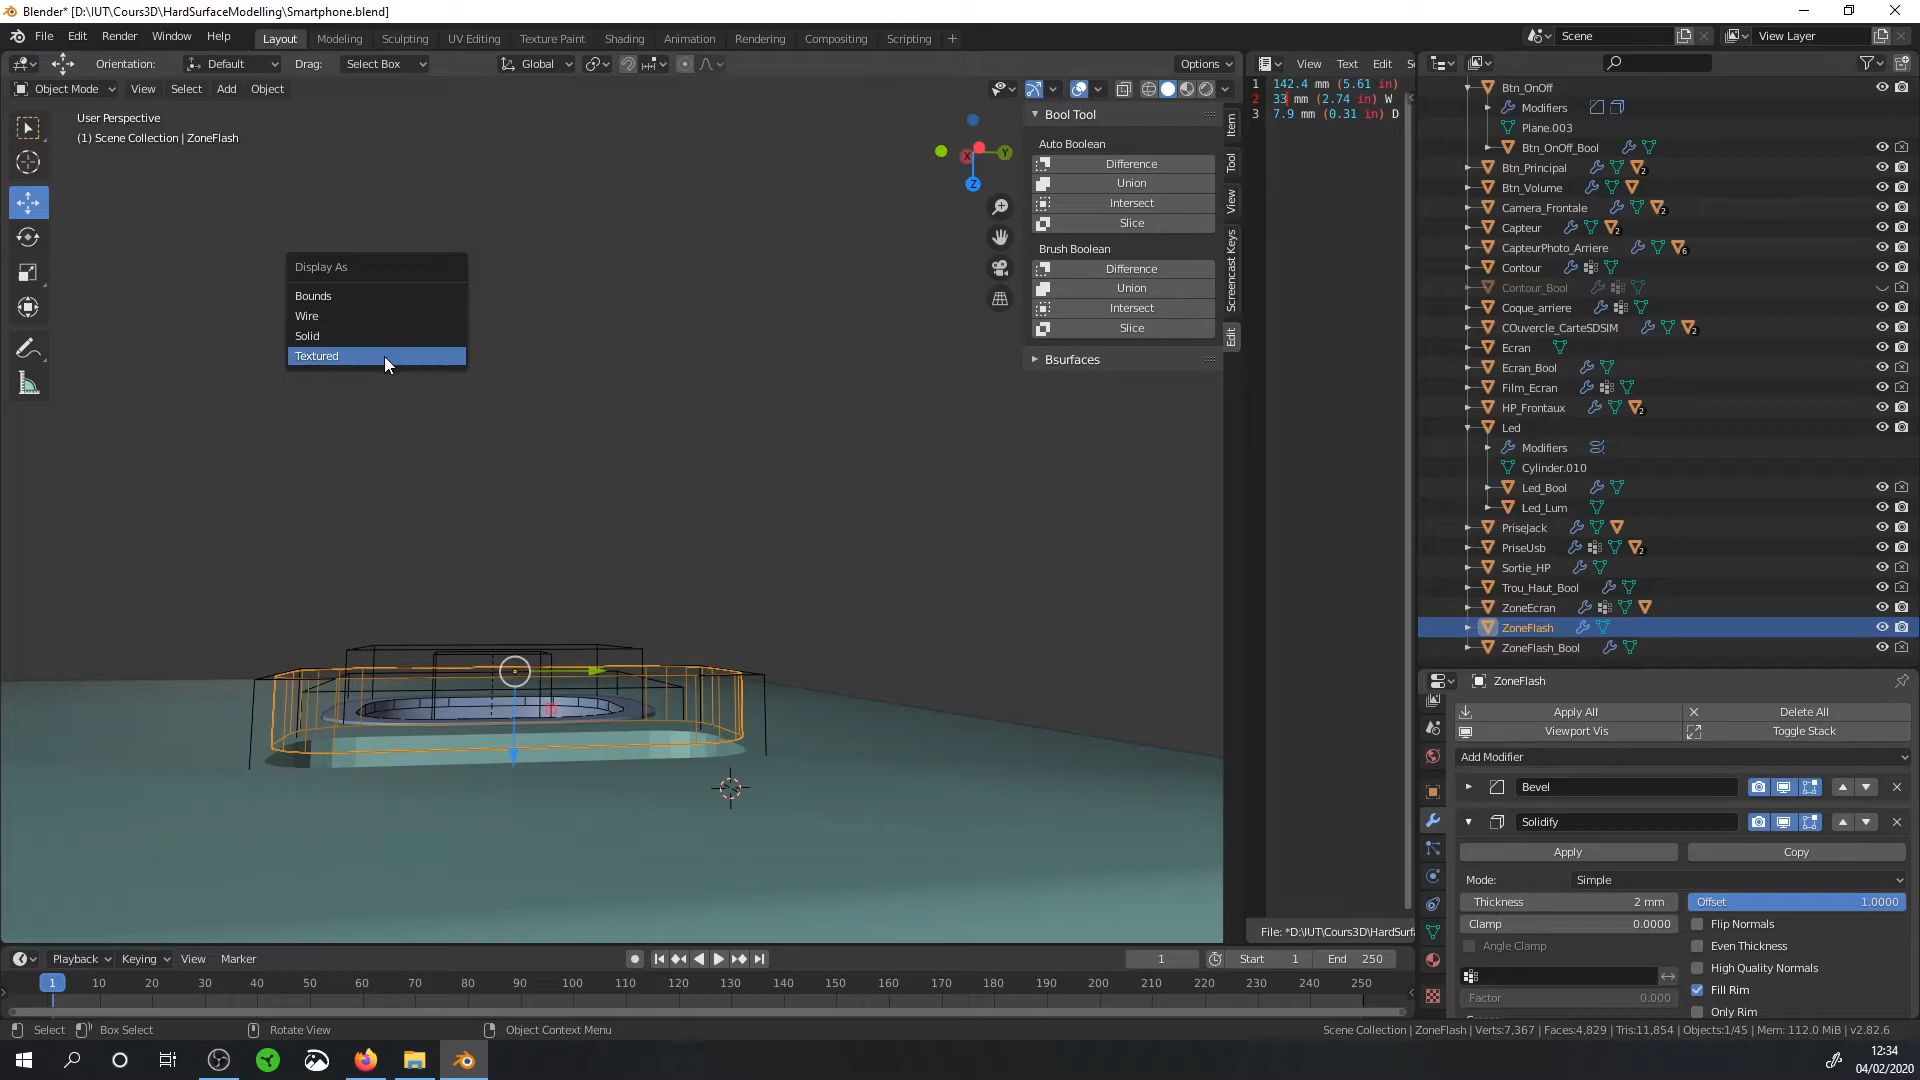 Blender* [D:\IUT\Cours3D\HardSurfaceModelling\Smartphone.blend]
File Edit Render Window Help Layout Modeling Sculpting UV Editing Texture Paint Shading Animation Rendering Compositing Scripting + Scene View Layer
Orientation: Default Drag: Select Box Global Options View Text Edit
Object Mode View Select Add Object
User Perspective
(1) Scene Collection | ZoneFlash
X Y Z
Display As
Bounds
Wire
Solid
Textured
Bool Tool
Auto Boolean
Difference
Union
Intersect
Slice
Brush Boolean
Difference
Union
Intersect
Slice
Bsurfaces
Item
Tool
View
Screencast Keys
Edit
1 142.4 mm (5.61 in)
2 33 mm (2.74 in) W
3 7.9 mm (0.31 in) D
File: *D:\IUT\Cours3D\HardSurfa
Btn_OnOff
Modifiers
Plane.003
Btn_OnOff_Bool
Btn_Principal 2
Btn_Volume
Camera_Frontale 2
Capteur 2
CapteurPhoto_Arriere 6
Contour
Contour_Bool
Coque_arriere
COuvercle_CarteSDSIM 2
Ecran
Ecran_Bool
Film_Ecran
HP_Frontaux 2
Led
Modifiers
Cylinder.010
Led_Bool
Led_Lum
PriseJack
PriseUsb 2
Sortie_HP
Trou_Haut_Bool
ZoneEcran
ZoneFlash
ZoneFlash_Bool
ZoneFlash
Apply All Delete All
Viewport Vis Toggle Stack
Add Modifier
Bevel
Solidify
Apply Copy
Mode: Simple
Thickness 2 mm Offset 1.0000
Clamp 0.0000 Flip Normals
Angle Clamp Even Thickness
High Quality Normals
Fill Rim
Factor 0.000
Only Rim
Playback Keying View Marker 1 Start 1 End 250
1 10 20 30 40 50 60 70 80 90 100 110 120 130 140 150 160 170 180 190 200 210 220 230 240 250
Select Box Select Rotate View Object Context Menu Scene Collection | ZoneFlash | Verts:7,367 | Faces:4,829 | Tris:11,854 | Objects:1/45 | Mem: 112.0 MiB | v2.82.6
12:34
04/02/2020